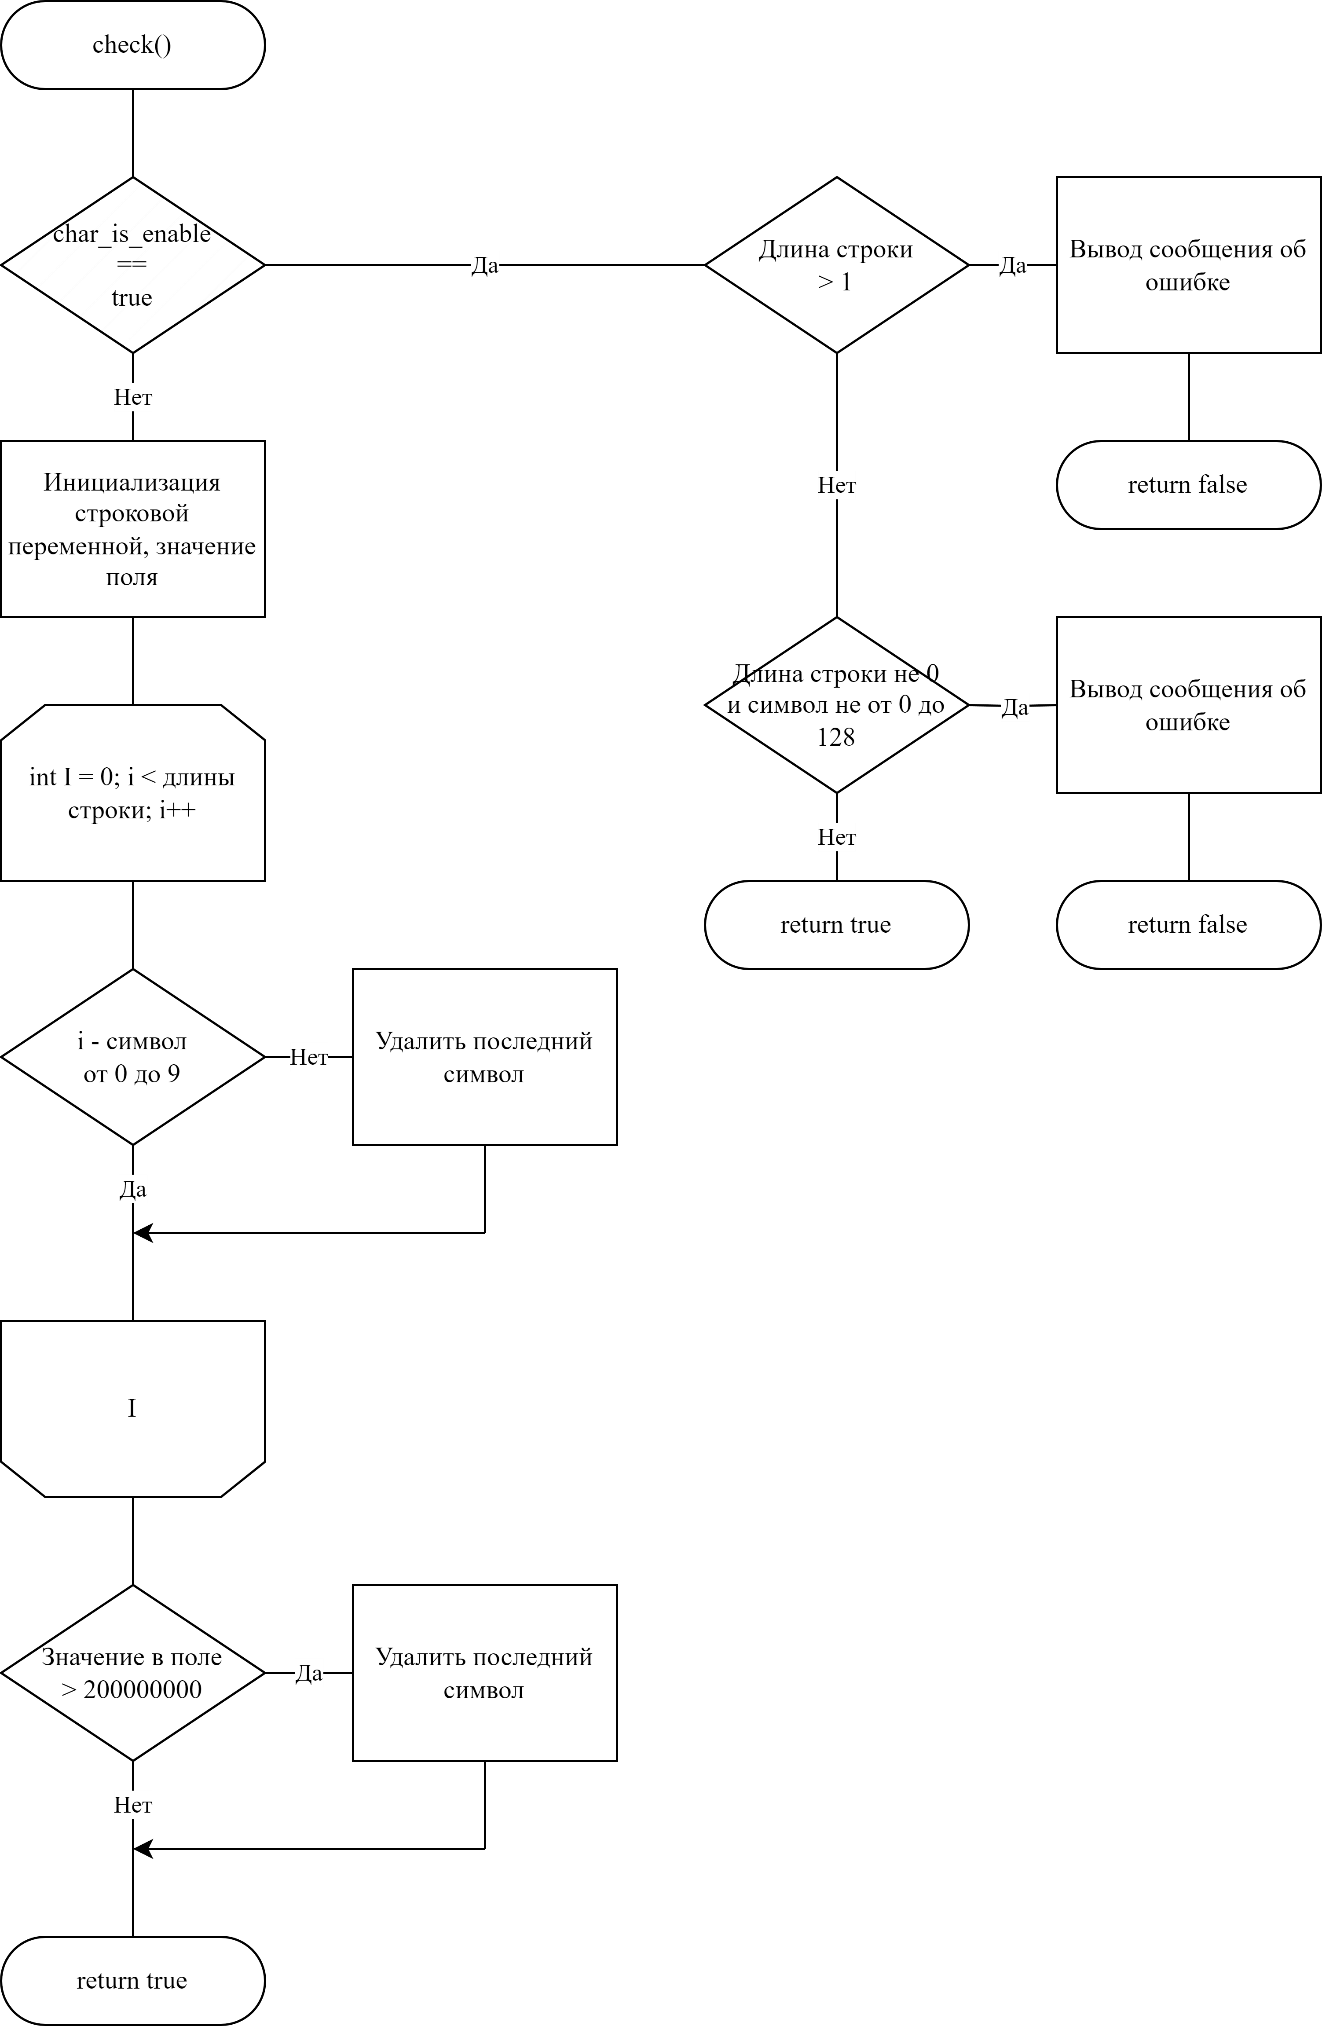 check()
char_is_enable
==
true
Да
Длина строки
> 1
Да
Вывод сообщения об
ошибке
Нет
Инициализация
строковой
переменной, значение
поля
Нет
return false
int I = 0; i < длины
строки; i++
Длина строки не 0
и символ не от 0 до
128
Да
Вывод сообщения об
ошибке
Нет
return true
return false
i - символ
от 0 до 9
Нет
Удалить последний
символ
Да
I
Значение в поле
> 200000000
Да
Удалить последний
символ
Нет
return true